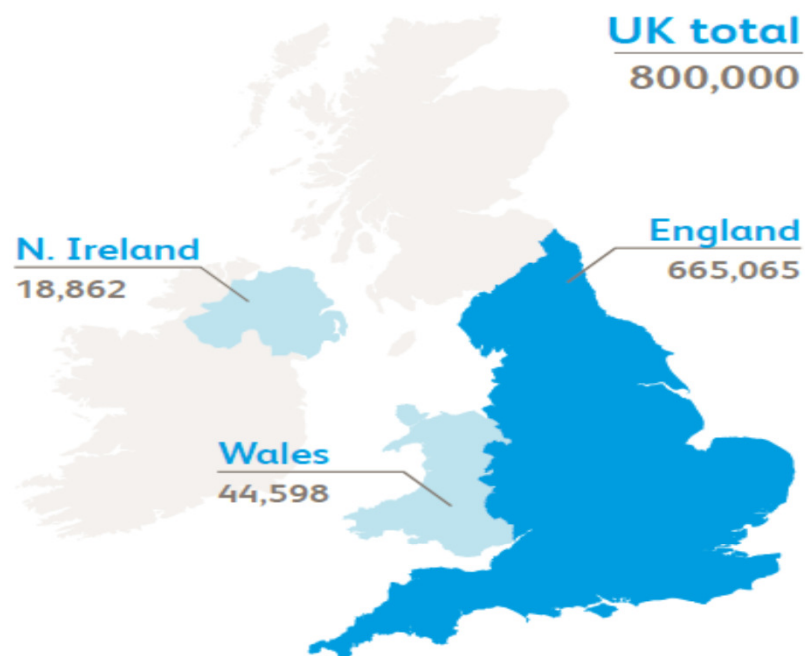 UK total
800,000
England
665,065
N. Ireland
18,862
Wales
44,598